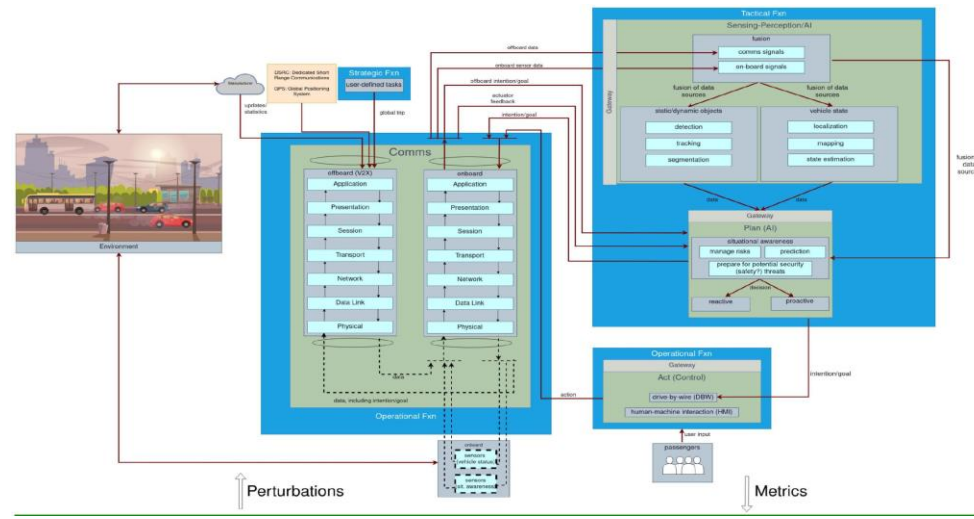 Tactical Fxn
Sensing-Perception/AI
Gateway
fusion
comms signals
on-board signals
fusion of data
sources
fusion of data
sources
static/dynamic objects
detection
tracking
segmentation
vehicle state
localization
mapping
state estimation
data
data
fusion
data
Gateway
Plan (AI)
situational awareness
manage risks
prediction
prepare for potential security
(safety?) threats
decision
reactive
proactive
offboard data
onboard sensor data
offboard intention/goal
actuator
feedback
intention/goal
DSRC: Dedicated Short
Range Communications
GPS: Global Positioning
System
Strategic Fxn
user-defined tasks
updates/
statistics
global trip
Environment
Comms
offboard (V2X)
Application
Presentation
Session
Transport
Network
Data Link
Physical
onboard
Application
Presentation
Session
Transport
Network
Data Link
Physical
data
data, including intention/goal
Operational Fxn
onboard
sensors
(vehicle status)
sensors
sit. awareness
Operational Fxn
Gateway
Act (Control)
drive-by wire (DBW)
human-machine interaction (HMI)
action
intention/goal
user input
passengers
Perturbations
Metrics